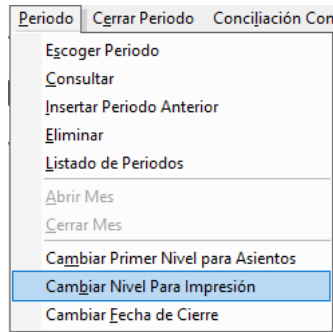 Periodo Cerrar Periodo Conciliación Con
Escoger Periodo
Consultar
Insertar Periodo Anterior
Eliminar
Listado de Periodos
Abrir Mes
Cerrar Mes
Cambiar Primer Nivel para Asientos
Cambiar Nivel Para Impresión
Cambiar Fecha de Cierre